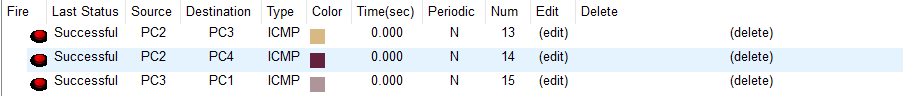 Fire Last Status Source Destination Type Color Time(sec) Periodic Num Edit Delete
Successful PC2 PC3 ICMP 0.000 N 13 (edit) (delete)
Successful PC2 PC4 ICMP 0.000 N 14 (edit) (delete)
Successful PC3 PC1 ICMP 0.000 N 15 (edit) (delete)